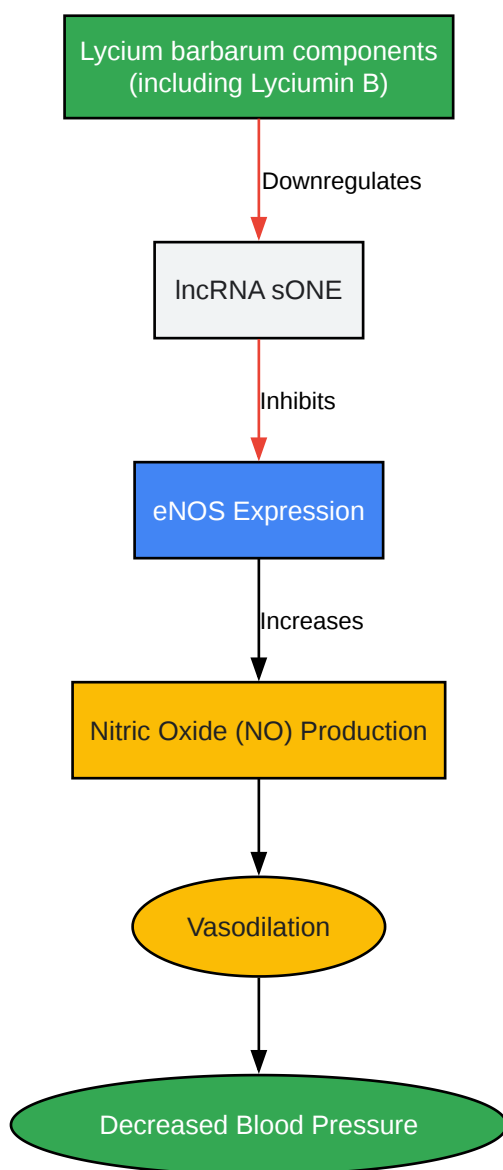 Lycium barbarum components
(including Lyciumin B)
Downregulates
lncRNA sONE
Inhibits
eNOS Expression
Increases
Nitric Oxide (NO) Production
Vasodilation
Decreased Blood Pressure